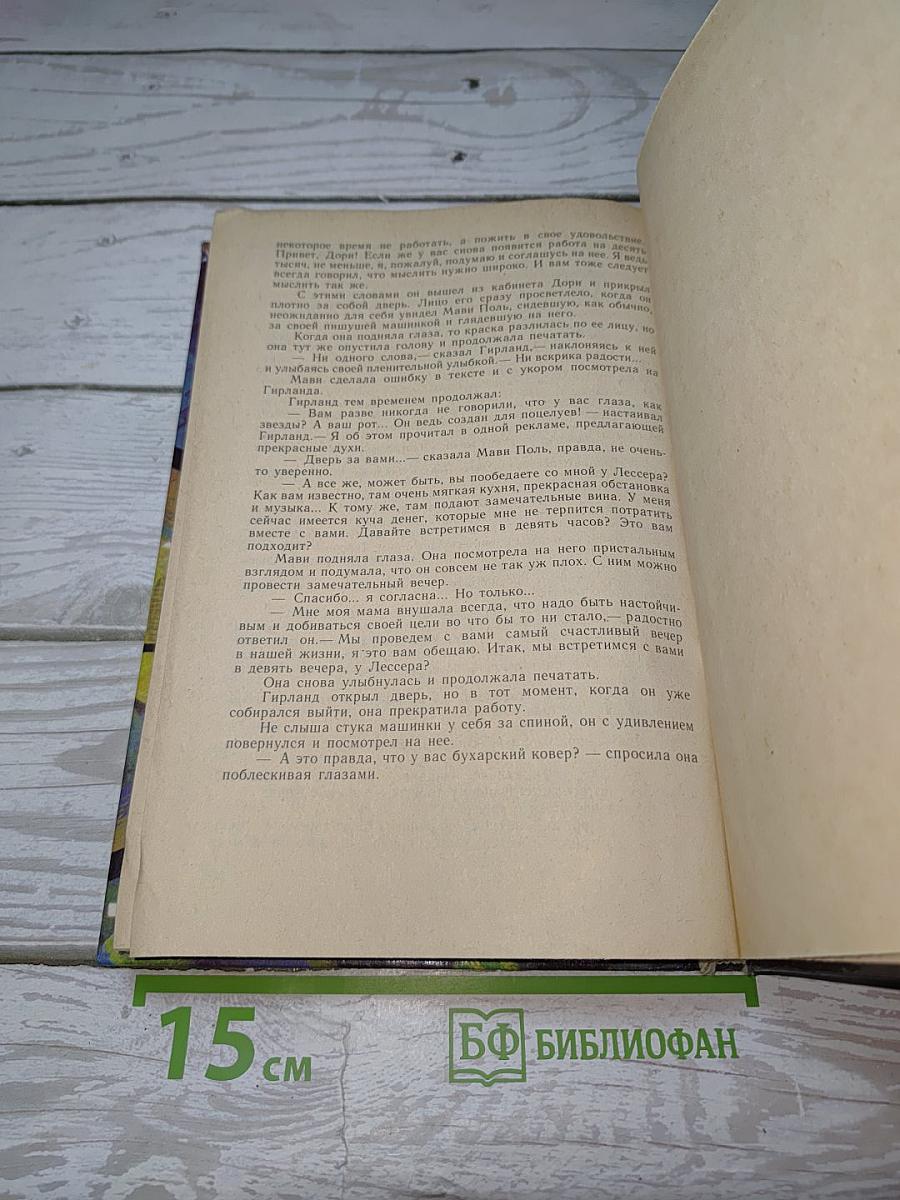 некоторое время не работать, а пожить в свое удовольствие.
Привет, Дори! Если же у вас снова появится работа на десять
тысяч, не меньше, я, пожалуй, подумаю и соглашусь на нее. Я ведь
всегда говорил, что мыслить нужно широко. И вам тоже следует
мыслить так же.
С этими словами он вышел из кабинета Дори и прикрыл
плотно за собой дверь. Лицо его сразу просветлело, когда он
неожиданно для себя увидел Мави Поль, сидевшую, как обычно,
за своей пишущей машинкой и глядевшую на него.
Когда она подняла глаза, то краска разлилась по ее лицу, но
она тут же опустила голову и продолжала печатать.
— Ни одного слова,— сказал Гирланд,— наклоняясь к ней
и улыбаясь своей пленительной улыбкой.— Ни вскрика радости...
Мави сделала ошибку в тексте и с укором посмотрела на
Гирланда.
Гирланд тем временем продолжал:
— Вам разве никогда не говорили, что у вас глаза, как
звезды? А ваш рот... Он ведь создан для поцелуев! — настаивал
Гирланд.— Я об этом прочитал в одной рекламе, предлагающей
прекрасные духи.
— Дверь за вами...— сказала Мави Поль, правда, не очень-
то уверенно.
— А все же, может быть, вы пообедаете со мной у Лессера?
Как вам известно, там очень мягкая кухня, прекрасная обстановка
и музыка... К тому же, там подают замечательные вина. У меня
сейчас имеется куча денег, которые мне не терпится потратить
вместе с вами. Давайте встретимся в девять часов? Это вам
подходит?
Мави подняла глаза. Она посмотрела на него пристальным
взглядом и подумала, что он совсем не так уж плох. С ним можно
провести замечательный вечер.
— Спасибо... я согласна... Но только...
— Мне моя мама внушала всегда, что надо быть настойчи-
вым и добиваться своей цели во что бы то ни стало,— радостно
ответил он.— Мы проведем с вами самый счастливый вечер
в нашей жизни, я это вам обещаю. Итак, мы встретимся с вами
в девять вечера, у Лессера?
Она снова улыбнулась и продолжала печатать.
Гирланд открыл дверь, но в тот момент, когда он уже
собирался выйти, она прекратила работу.
Не слыша стука машинки у себя за спиной, он с удивлением
повернулся и посмотрел на нее.
— А это правда, что у вас бухарский ковер? — спросила она
поблескивая глазами.
15 см
БФ БИБЛИОФАН